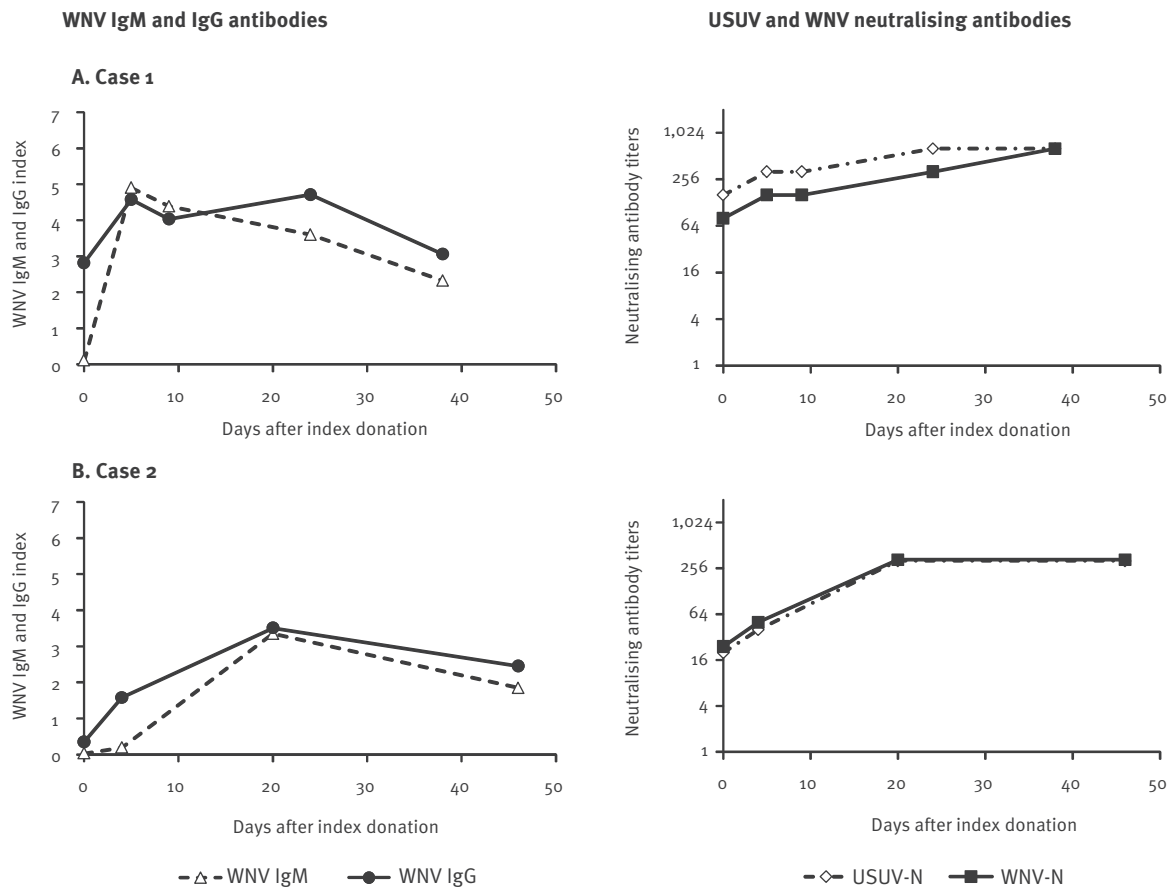 WNV IgM and IgG antibodies
USUV and WNV neutralising antibodies
A. Case 1
WNV IgM and IgG index
7
6
5
4
3
2
1
0
0 10 20 30 40 50
Days after index donation
Neutralising antibody titers
1,024
256
64
16
4
1
0 10 20 30 40 50
Days after index donation
B. Case 2
WNV IgM and IgG index
7
6
5
4
3
2
1
0
0 10 20 30 40 50
Days after index donation
Neutralising antibody titers
1,024
256
64
16
4
1
0 10 20 30 40 50
Days after index donation
WNV IgM WNV IgG
USUV-N WNV-N